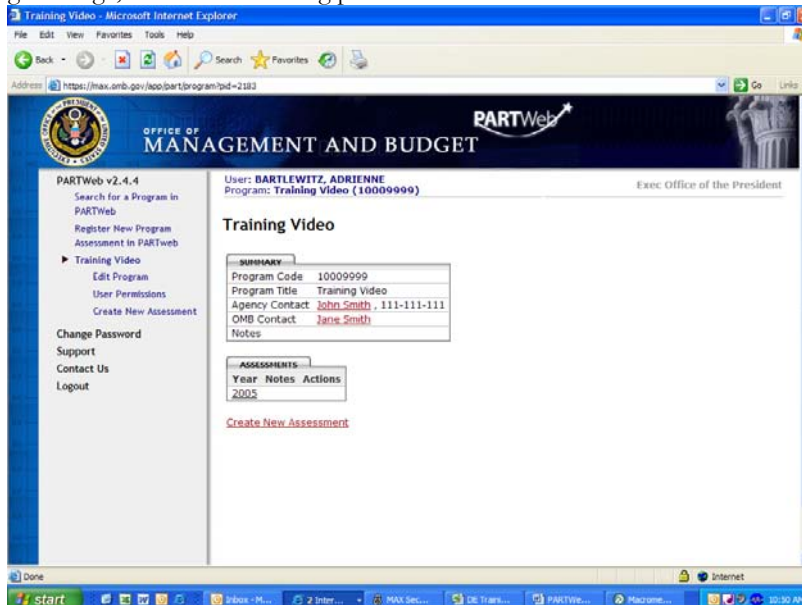 Training Video - Microsoft Internet Explorer
File Edit View Favorites Tools Help
Back Search Favorites
Address https://max.omb.gov/app/part/program?pid=2183 Go Links
OFFICE OF
MANAGEMENT AND BUDGET
PARTWeb
PARTWeb v2.4.4
Search for a Program in
PARTWeb
Register New Program
Assessment in PARTweb
Training Video
Edit Program
User Permissions
Create New Assessment
Change Password
Support
Contact Us
Logout
User: BARTLEWITZ, ADRIENNE
Program: Training Video (10009999)
Exec Office of the President
Training Video
SUMMARY
Program Code 10009999
Program Title Training Video
Agency Contact John Smith , 111-111-111
OMB Contact Jane Smith
Notes
ASSESSMENTS
Year Notes Actions
2005
Create New Assessment
Done Internet
start Inbox - M... 2 Inter... MAX Sec... DE Train... PARTWe... Macrome... 10:30 AM